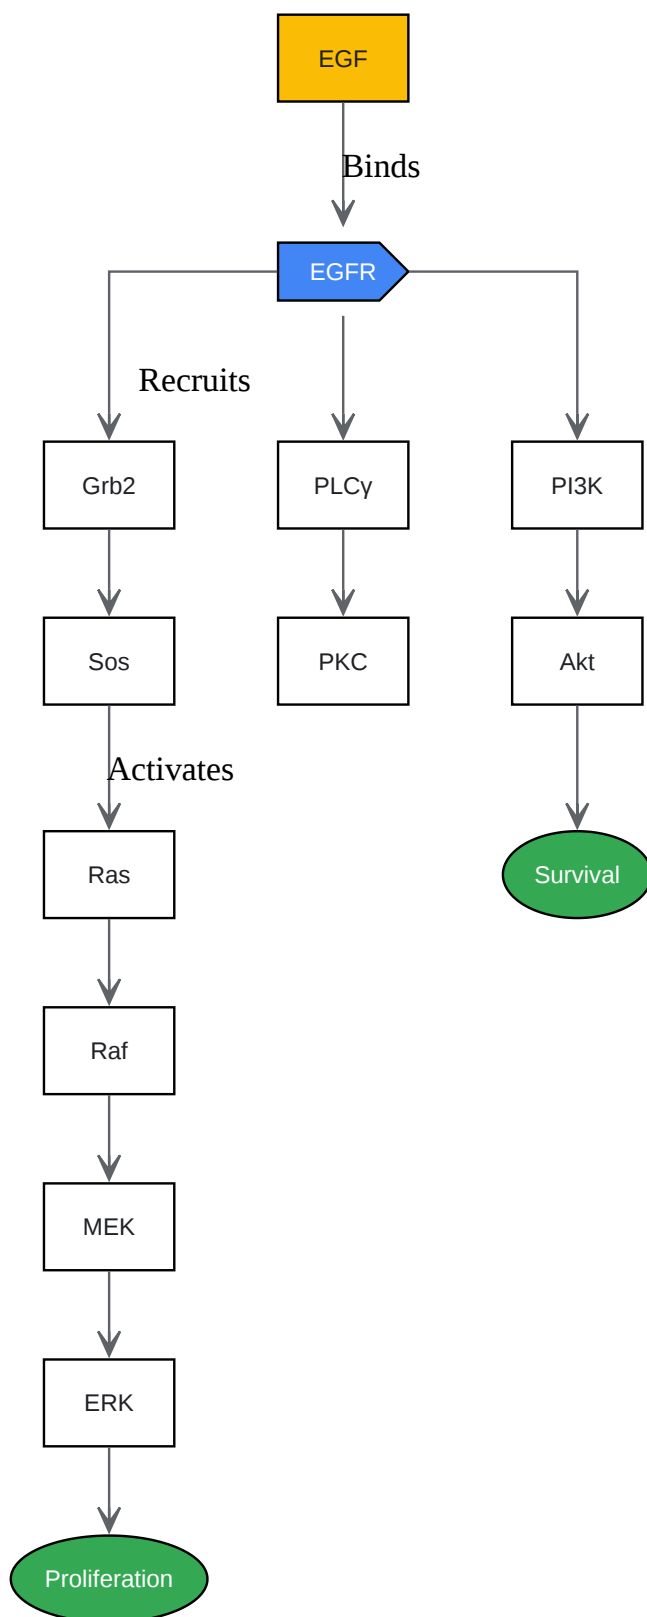 EGF
Binds
EGFR
Recruits
Grb2
PLCγ
PI3K
Sos
PKC
Akt
Activates
Ras
Survival
Raf
MEK
ERK
Proliferation